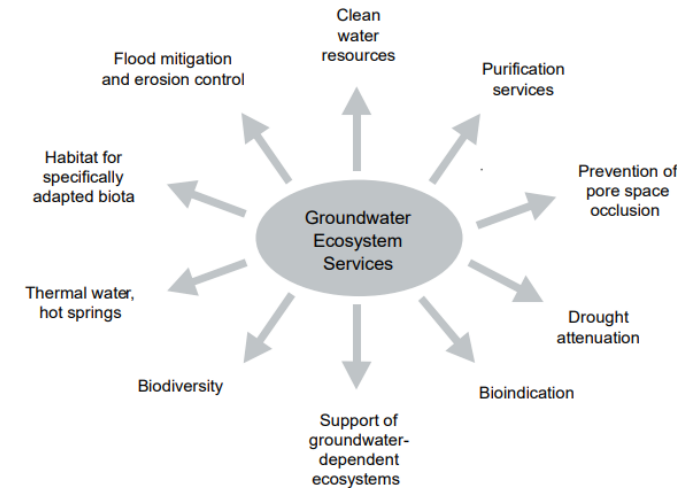 Clean
water
resources
Flood mitigation
and erosion control
Purification
services
Habitat for
specifically
adapted biota
Prevention of
pore space
occlusion
Groundwater
Ecosystem
Services
Thermal water,
hot springs
Drought
attenuation
Biodiversity
Bioindication
Support of
groundwater-
dependent
ecosystems